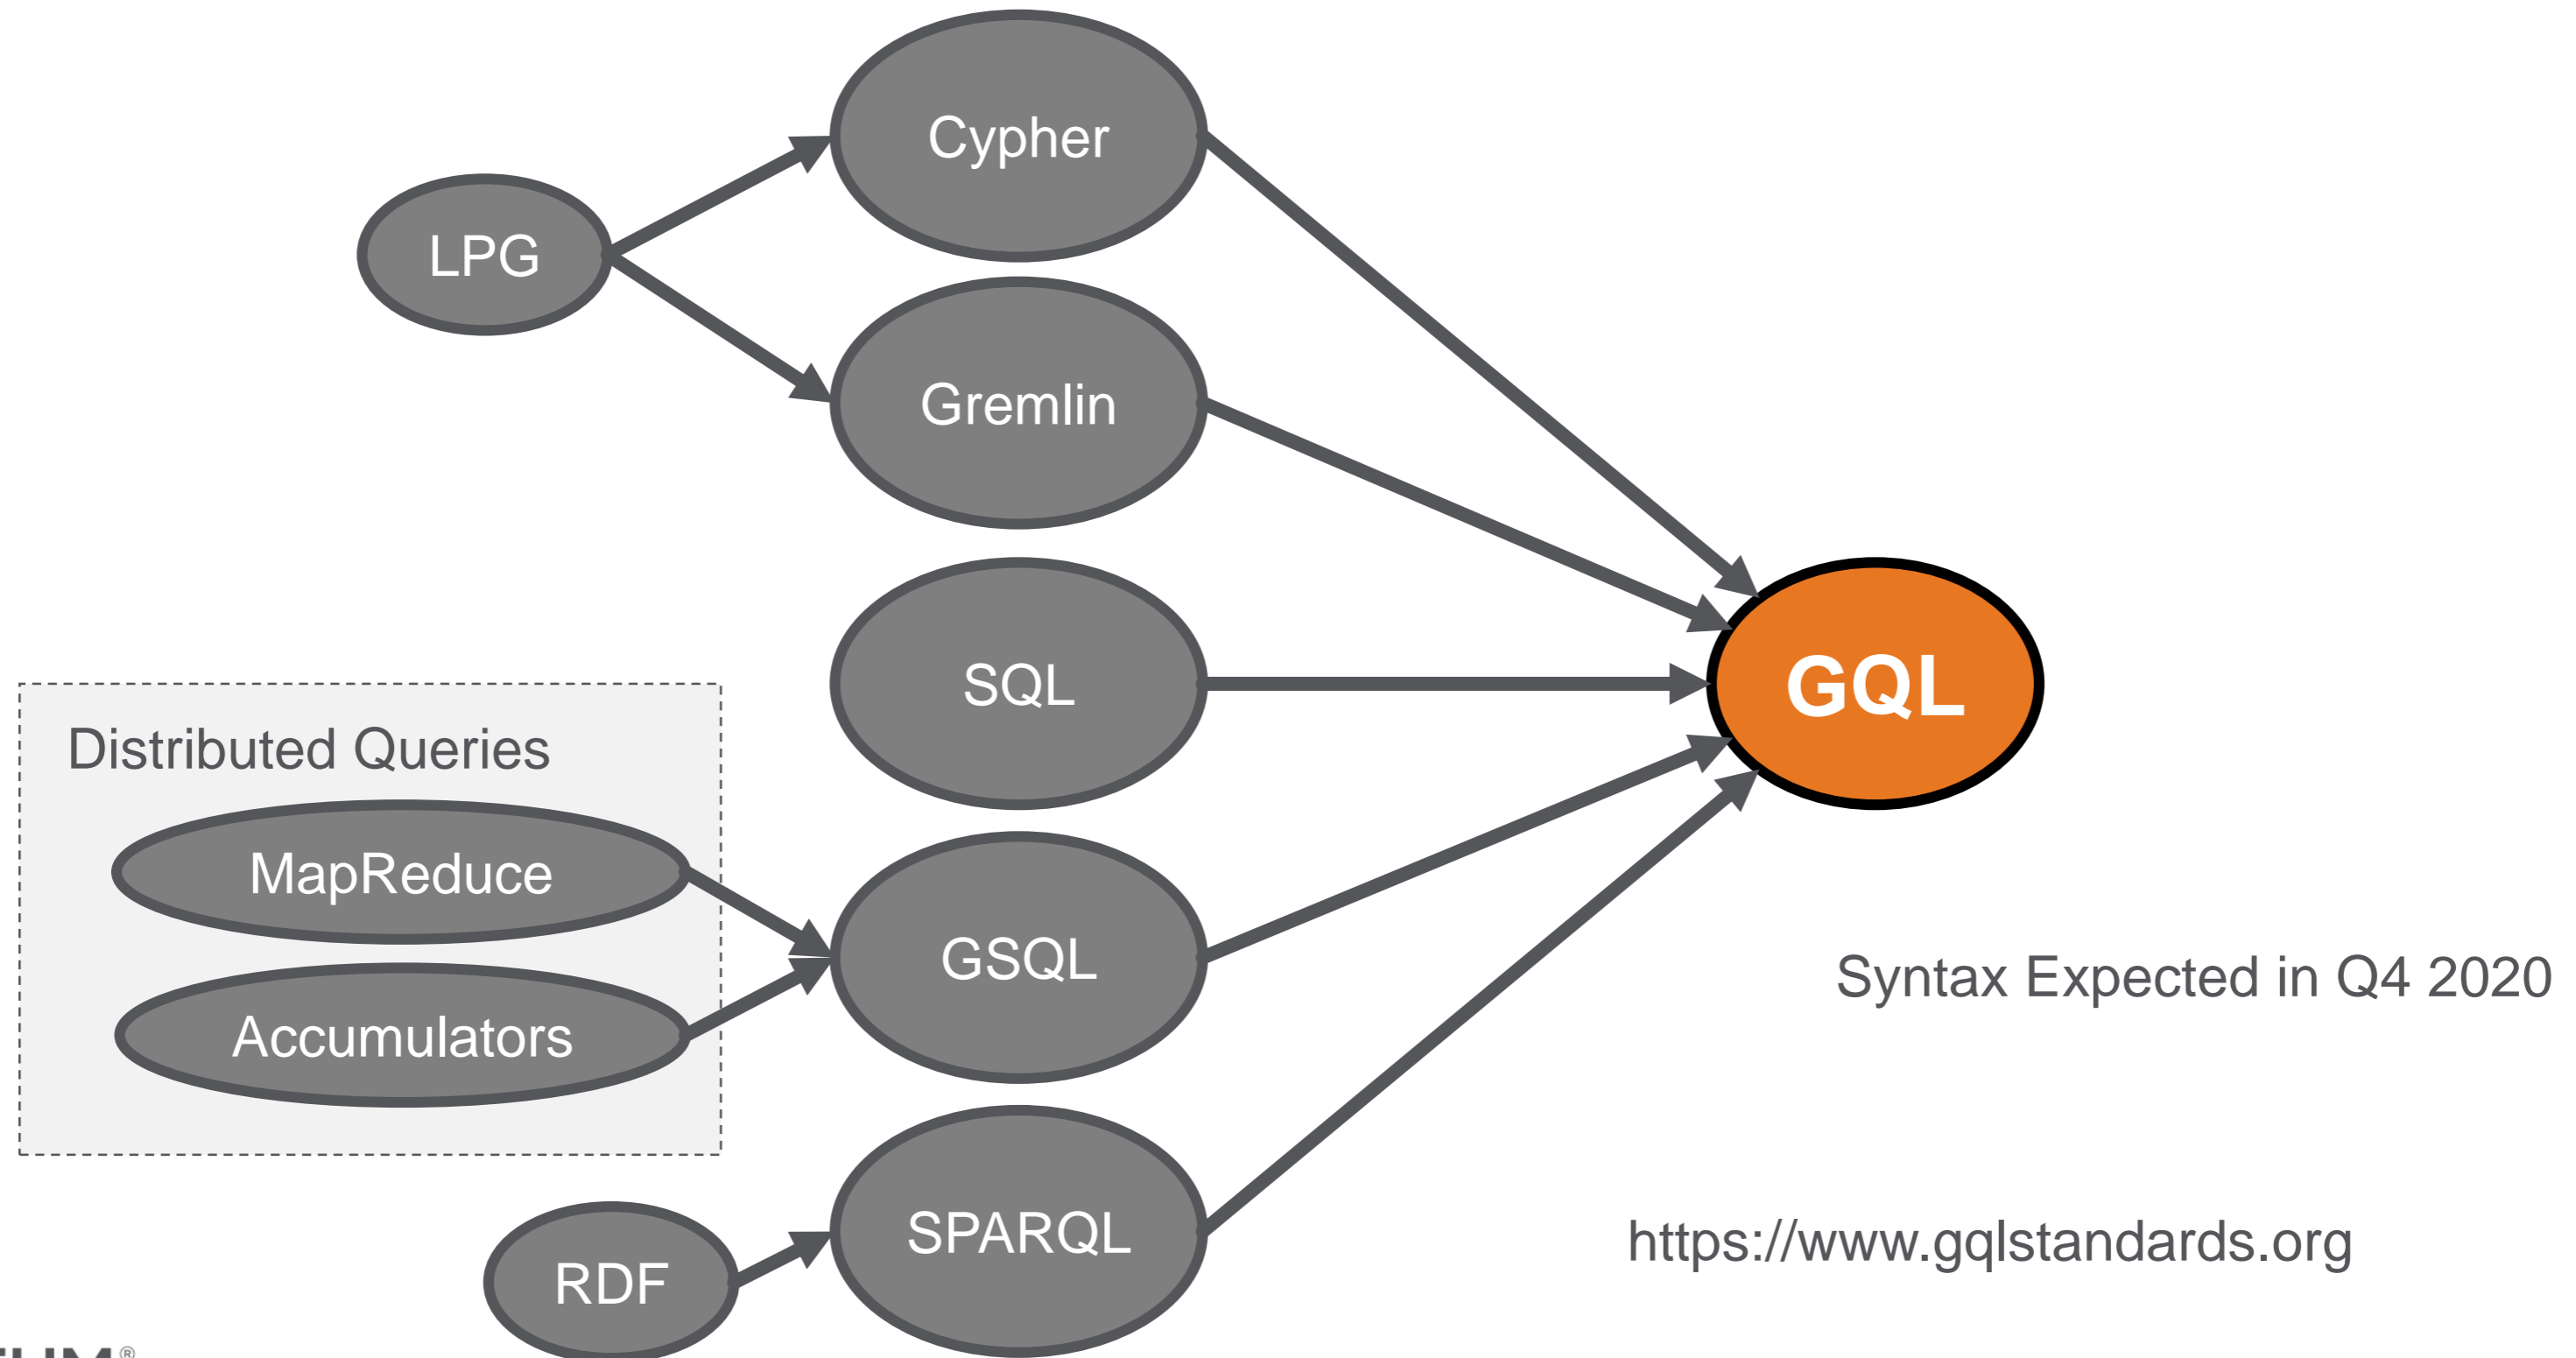 Cypher
LPG
Gremlin
SQL
GQL
Distributed Queries
MapReduce
GSQL
Accumulators
Syntax Expected in Q4 2020
SPARQL
https://www.gqlstandards.org
RDF